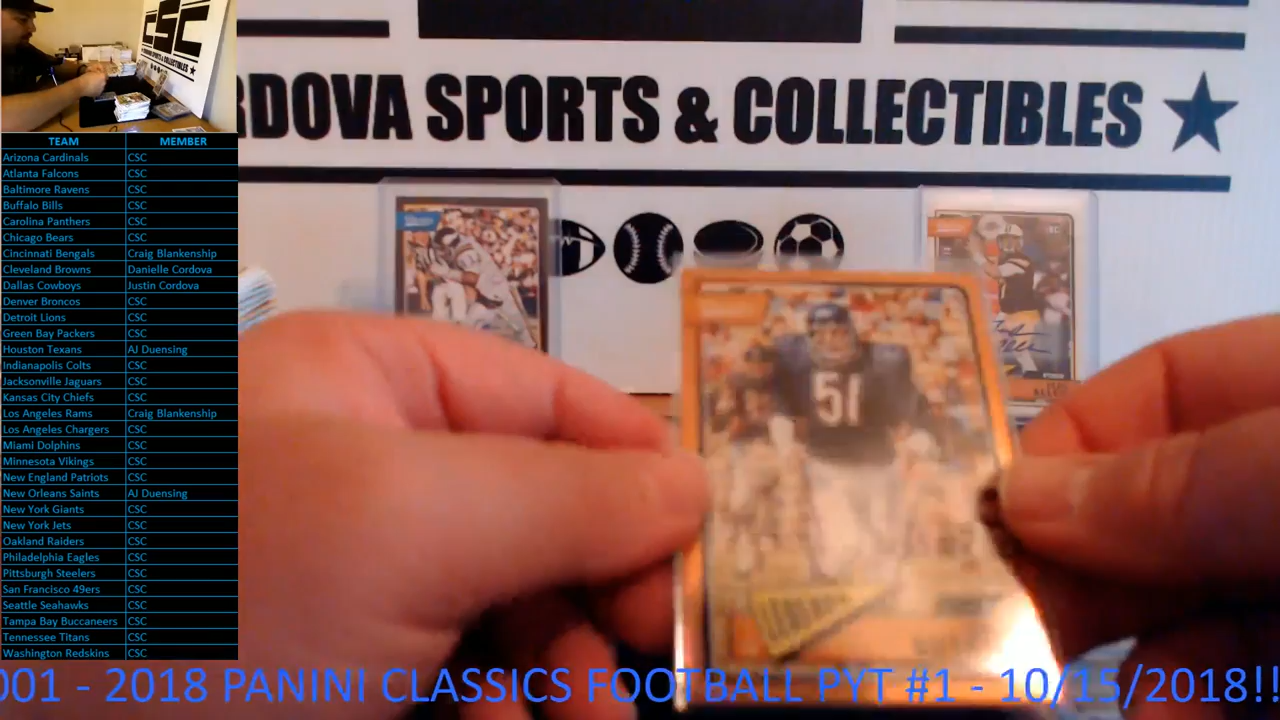 CSC
RDOVA SPORTS & COLLECTIBLES
TEAM MEMBER
Arizona Cardinals CSC
Atlanta Falcons CSC
Baltimore Ravens CSC
Buffalo Bills CSC
Carolina Panthers CSC
Chicago Bears CSC
Cincinnati Bengals Craig Blankenship
Cleveland Browns Danielle Cordova
Dallas Cowboys Justin Cordova
Denver Broncos CSC
Detroit Lions CSC
Green Bay Packers CSC
Houston Texans AJ Duensing
Indianapolis Colts CSC
Jacksonville Jaguars CSC
Kansas City Chiefs CSC
Los Angeles Rams Craig Blankenship
Los Angeles Chargers CSC
Miami Dolphins CSC
Minnesota Vikings CSC
New England Patriots CSC
New Orleans Saints AJ Duensing
New York Giants CSC
New York Jets CSC
Oakland Raiders CSC
Philadelphia Eagles CSC
Pittsburgh Steelers CSC
San Francisco 49ers CSC
Seattle Seahawks CSC
Tampa Bay Buccaneers CSC
Tennessee Titans CSC
Washington Redskins CSC
51
001 - 2018 PANINI CLASSICS FOOTBALL PYT #1 - 10/15/2018!!